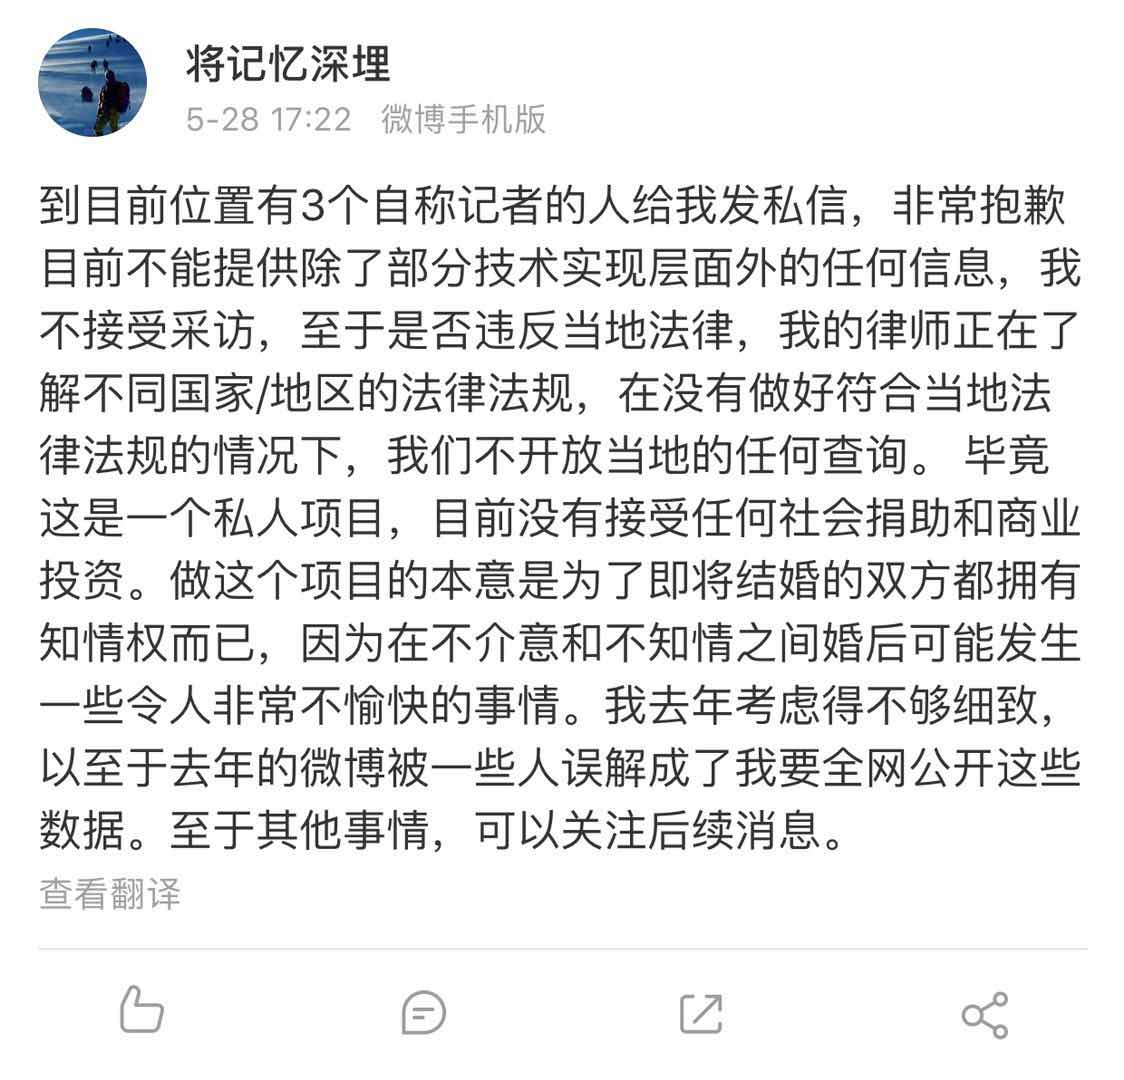 将记忆深埋
5-28 17:22 微博手机版
到目前位置有3个自称记者的人给我发私信，非常抱歉
目前不能提供除了部分技术实现层面外的任何信息，我
不接受采访，至于是否违反当地法律，我的律师正在了
解不同国家/地区的法律法规，在没有做好符合当地法
律法规的情况下，我们不开放当地的任何查询。 毕竟
这是一个私人项目，目前没有接受任何社会捐助和商业
投资。做这个项目的本意是为了即将结婚的双方都拥有
知情权而已，因为在不介意和不知情之间婚后可能发生
一些令人非常不愉快的事情。我去年考虑得不够细致，
以至于去年的微博被一些人误解成了我要全网公开这些
数据。至于其他事情，可以关注后续消息。
查看翻译